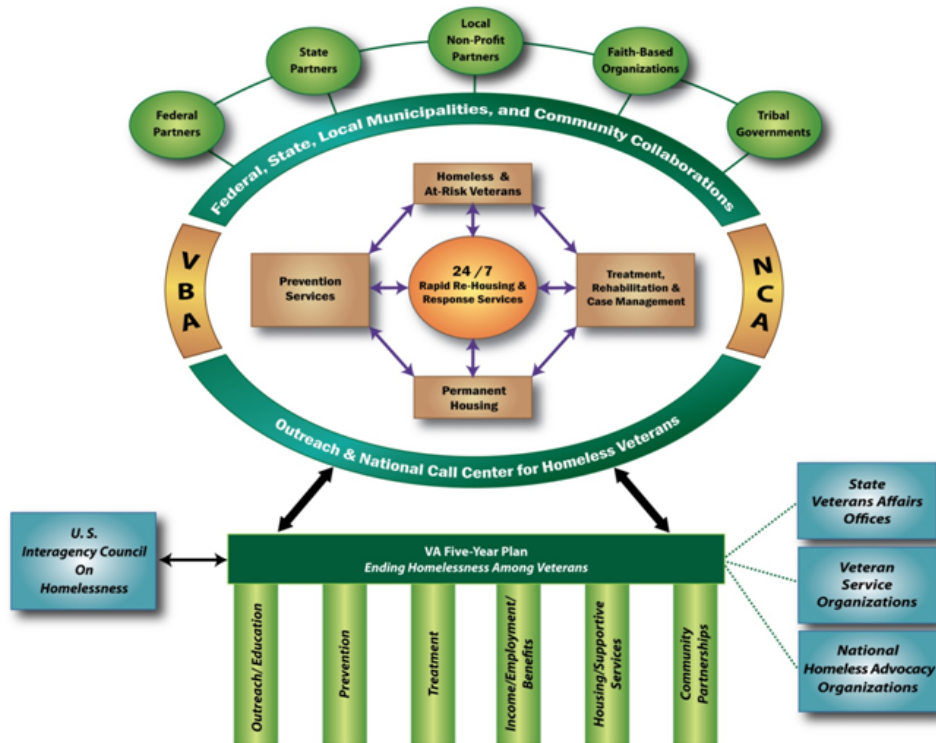 Local
Non-Profit
Partners
State
Partners
Faith-Based
Organizations
Federal
Partners
Tribal
Governments
Federal, State, Local Municipalities, and Community Collaborations
VBA
NCA
Homeless &
At-Risk Veterans
Prevention
Services
24 / 7
Rapid Re-Housing &
Response Services
Treatment,
Rehabilitation &
Case Management
Permanent
Housing
Outreach & National Call Center for Homeless Veterans
U. S.
Interagency Council
On
Homelessness
VA Five-Year Plan
Ending Homelessness Among Veterans
State
Veterans Affairs
Offices
Veteran
Service
Organizations
National
Homeless Advocacy
Organizations
Outreach/ Education
Prevention
Treatment
Income/Employment/
Benefits
Housing/Supportive
Services
Community
Partnerships